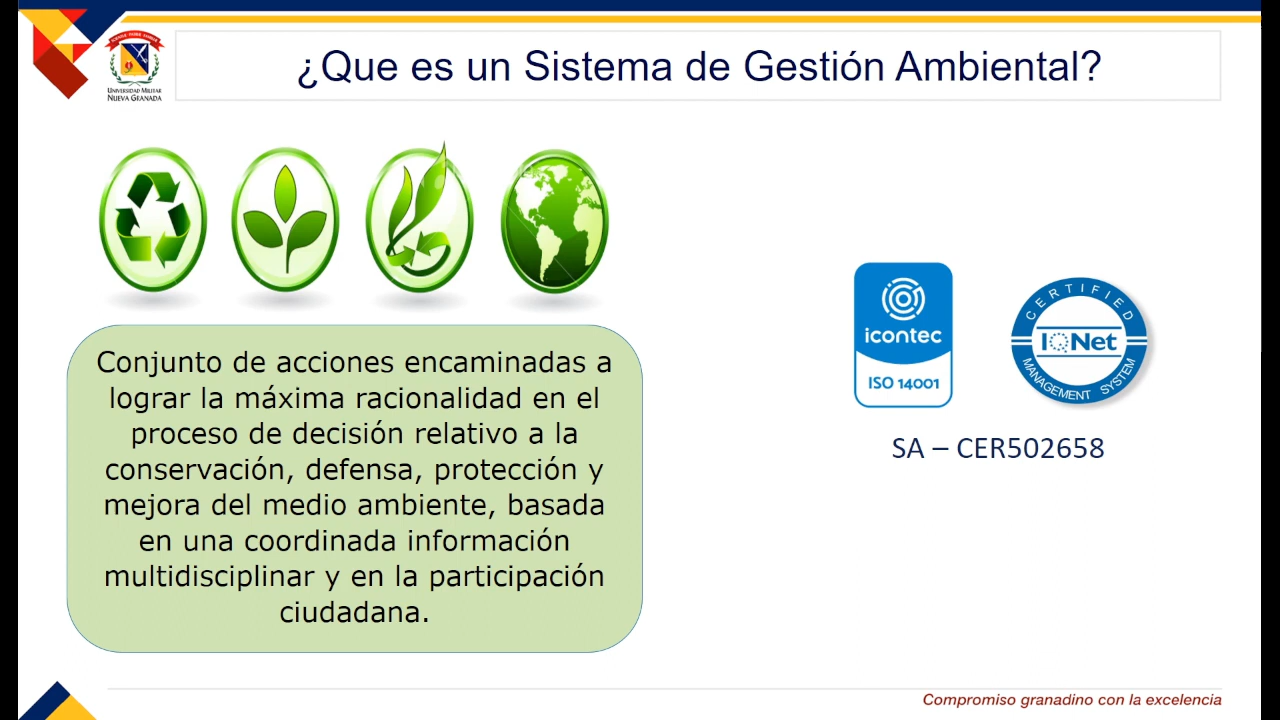 ¿Que es un Sistema de Gestión Ambiental?
UNIVERSIDAD MILITAR
NUEVA GRANADA
Conjunto de acciones encaminadas a
lograr la máxima racionalidad en el
proceso de decisión relativo a la
conservación, defensa, protección y
mejora del medio ambiente, basada
en una coordinada información
multidisciplinar y en la participación
ciudadana.
icontec
ISO 14001
CERTIFIED
IQNet
MANAGEMENT SYSTEM
SA – CER502658
Compromiso granadino con la excelencia